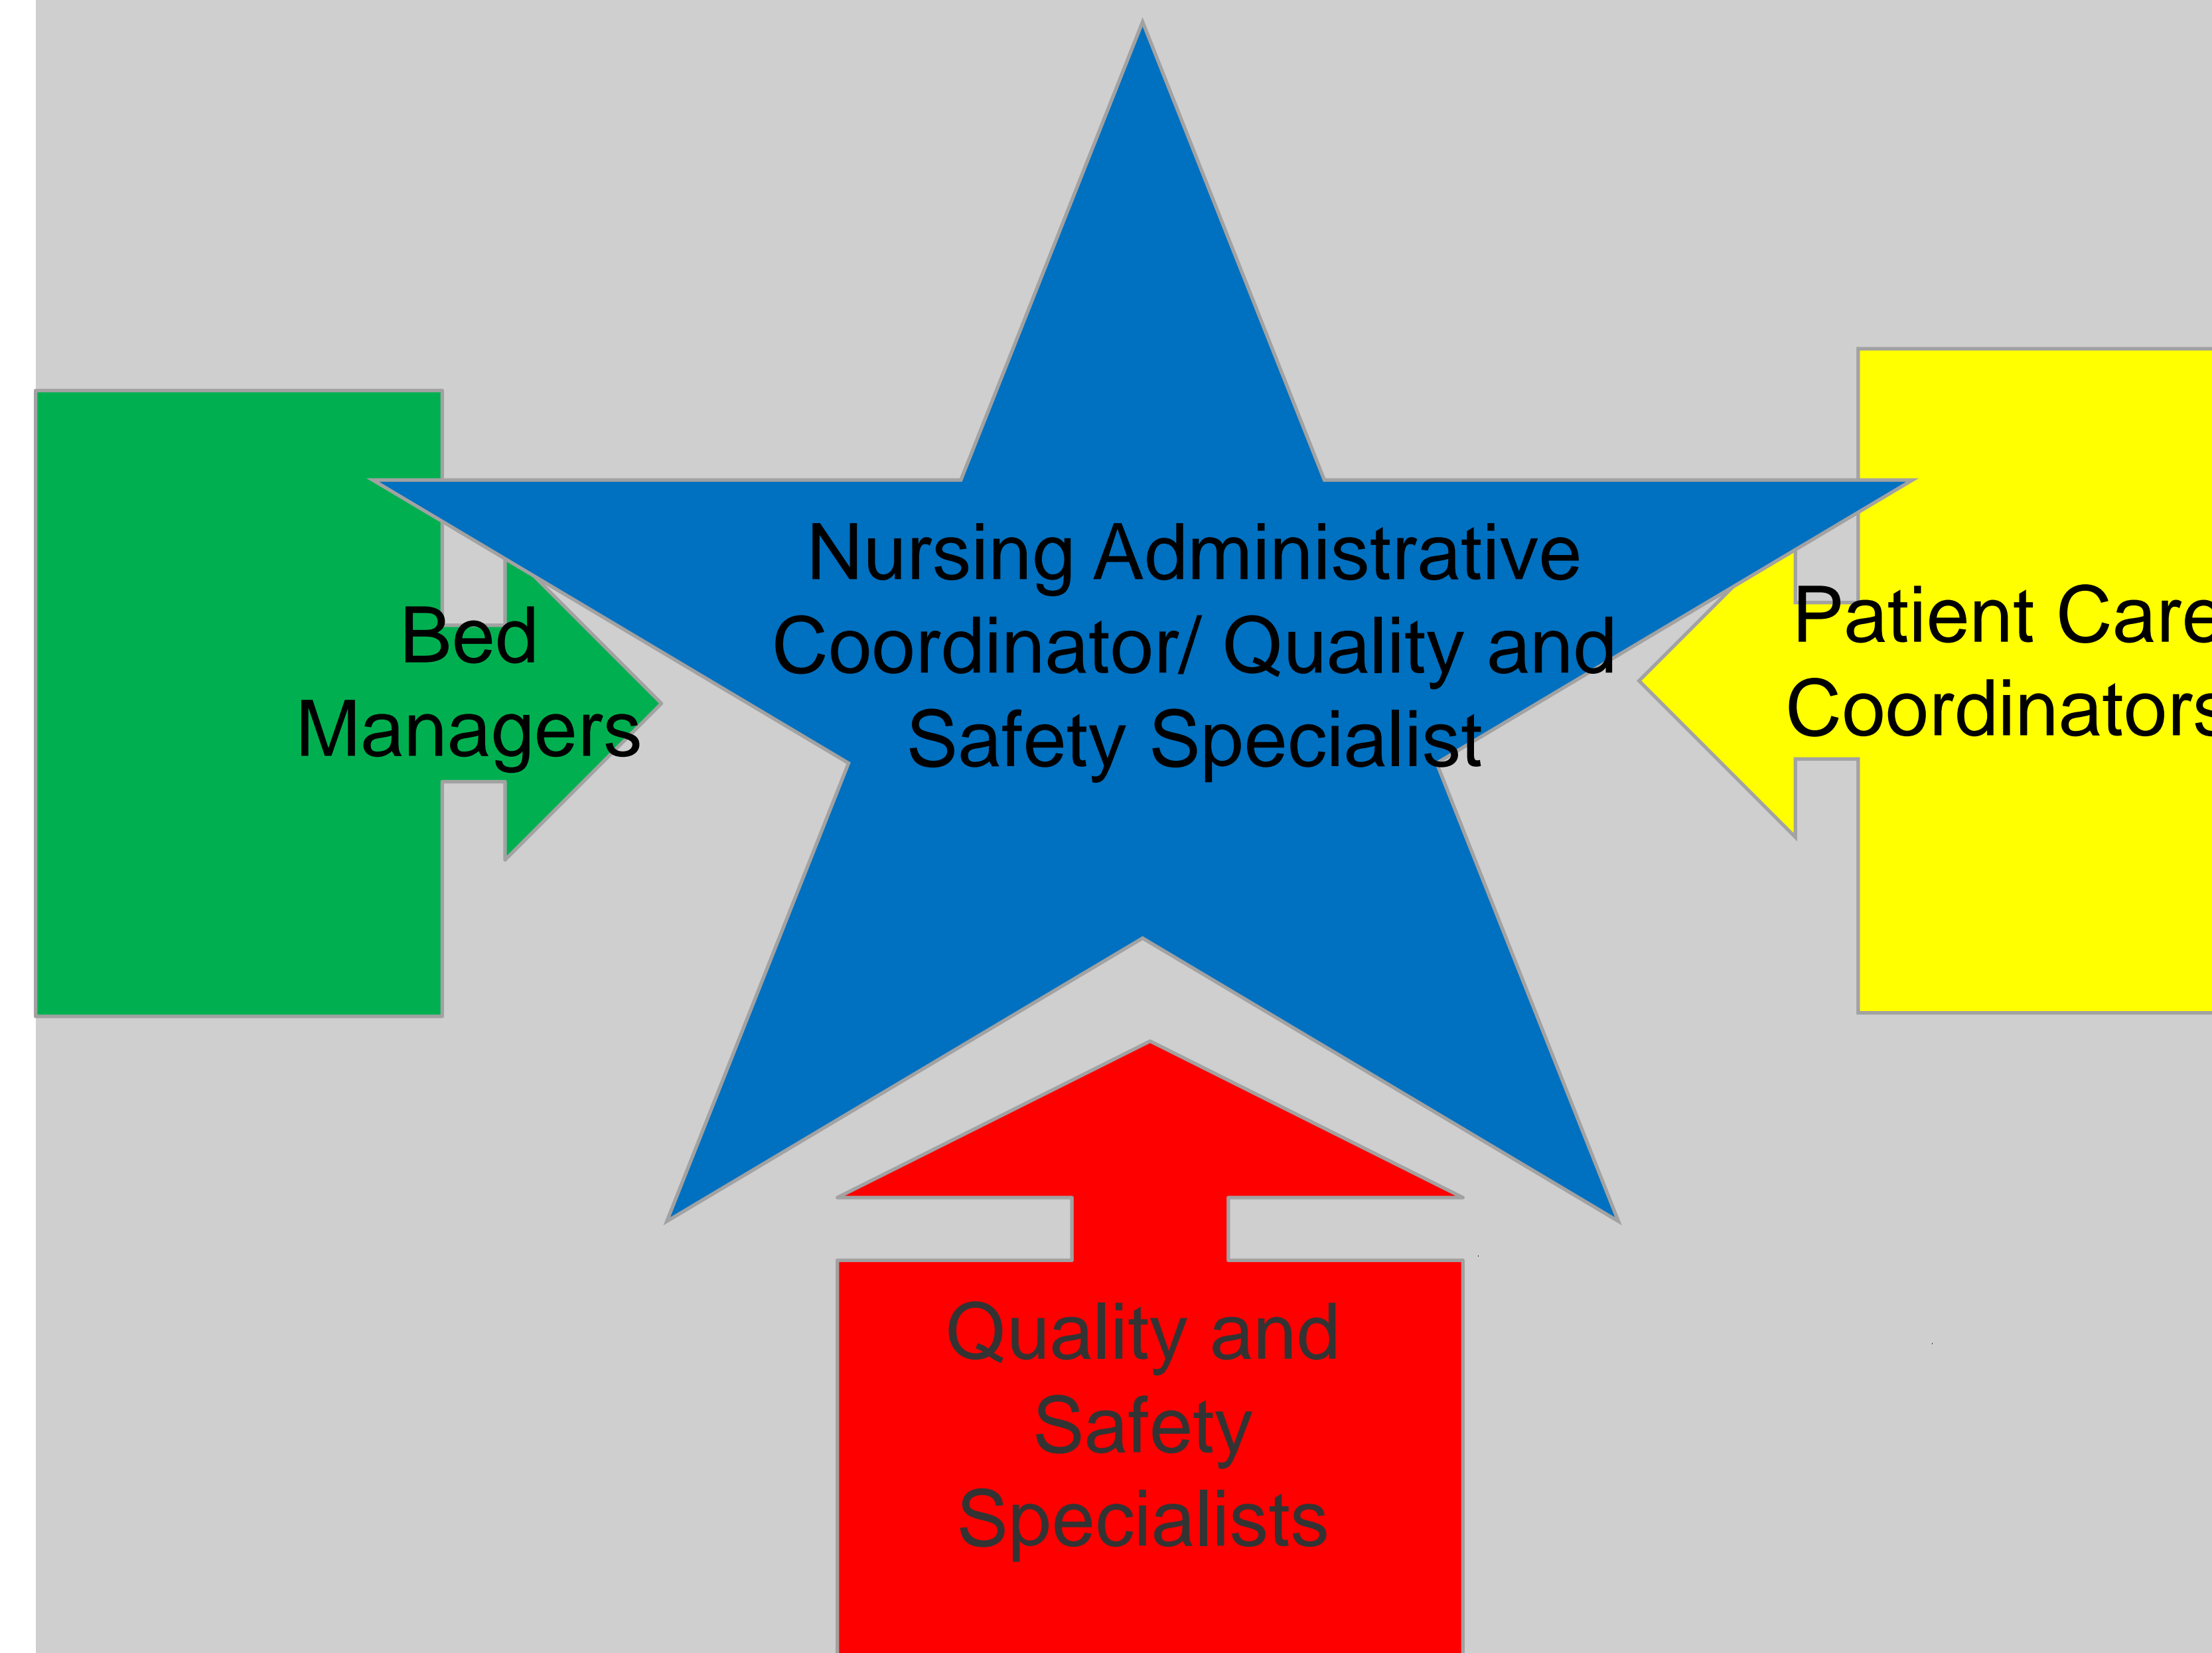 Nursing Administrative
Coordinator/ Quality and
Safety Specialist
Bed
Managers
Patient Care
Coordinators
Quality and
Safety
Specialists